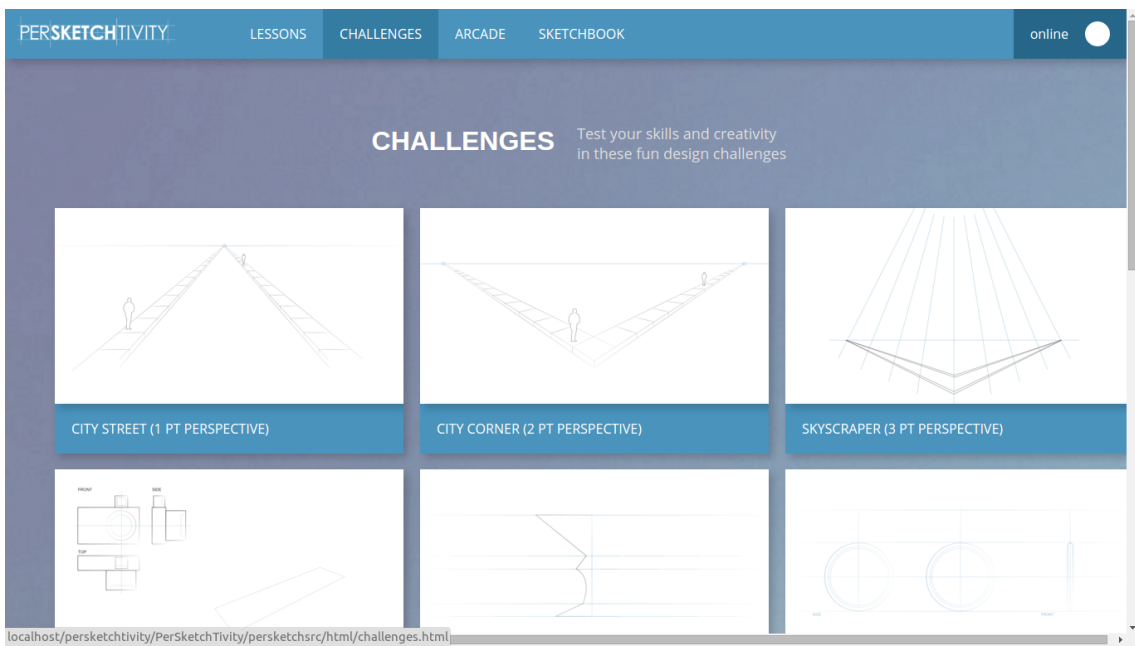 PERSKETCHTIVITY
LESSONS
CHALLENGES
ARCADE
SKETCHBOOK
online
CHALLENGES
Test your skills and creativity
in these fun design challenges
CITY STREET (1 PT PERSPECTIVE)
CITY CORNER (2 PT PERSPECTIVE)
SKYSCRAPER (3 PT PERSPECTIVE)
FRONT
SIDE
TOP
localhost/persketchtivity/PerSketchTivity/persketchsrc/html/challenges.html